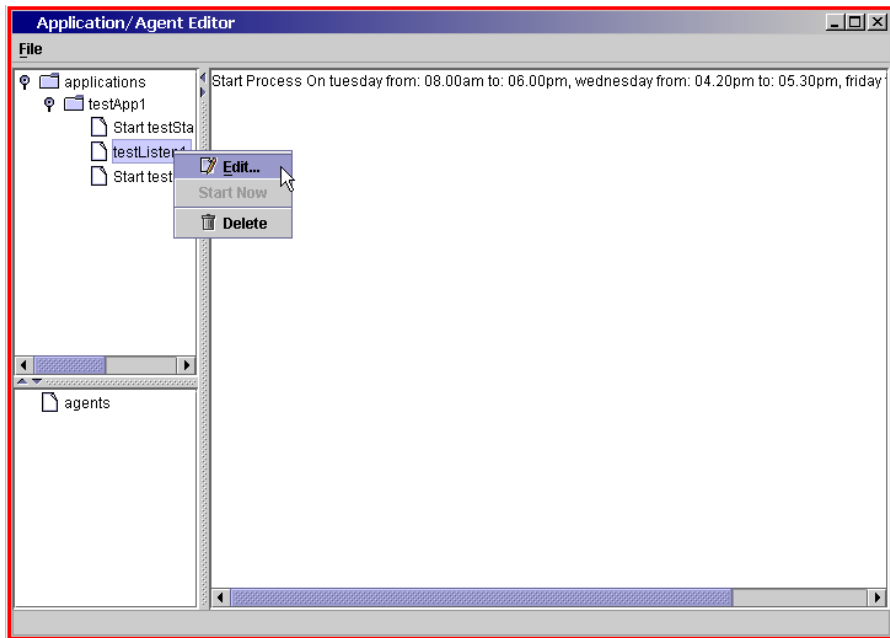 Application/Agent Editor
File
applications
testApp1
Start testSta
testListen1
Start test
Edit...
Start Now
Delete
Start Process On tuesday from: 08.00am to: 06.00pm, wednesday from: 04.20pm to: 05.30pm, friday
agents